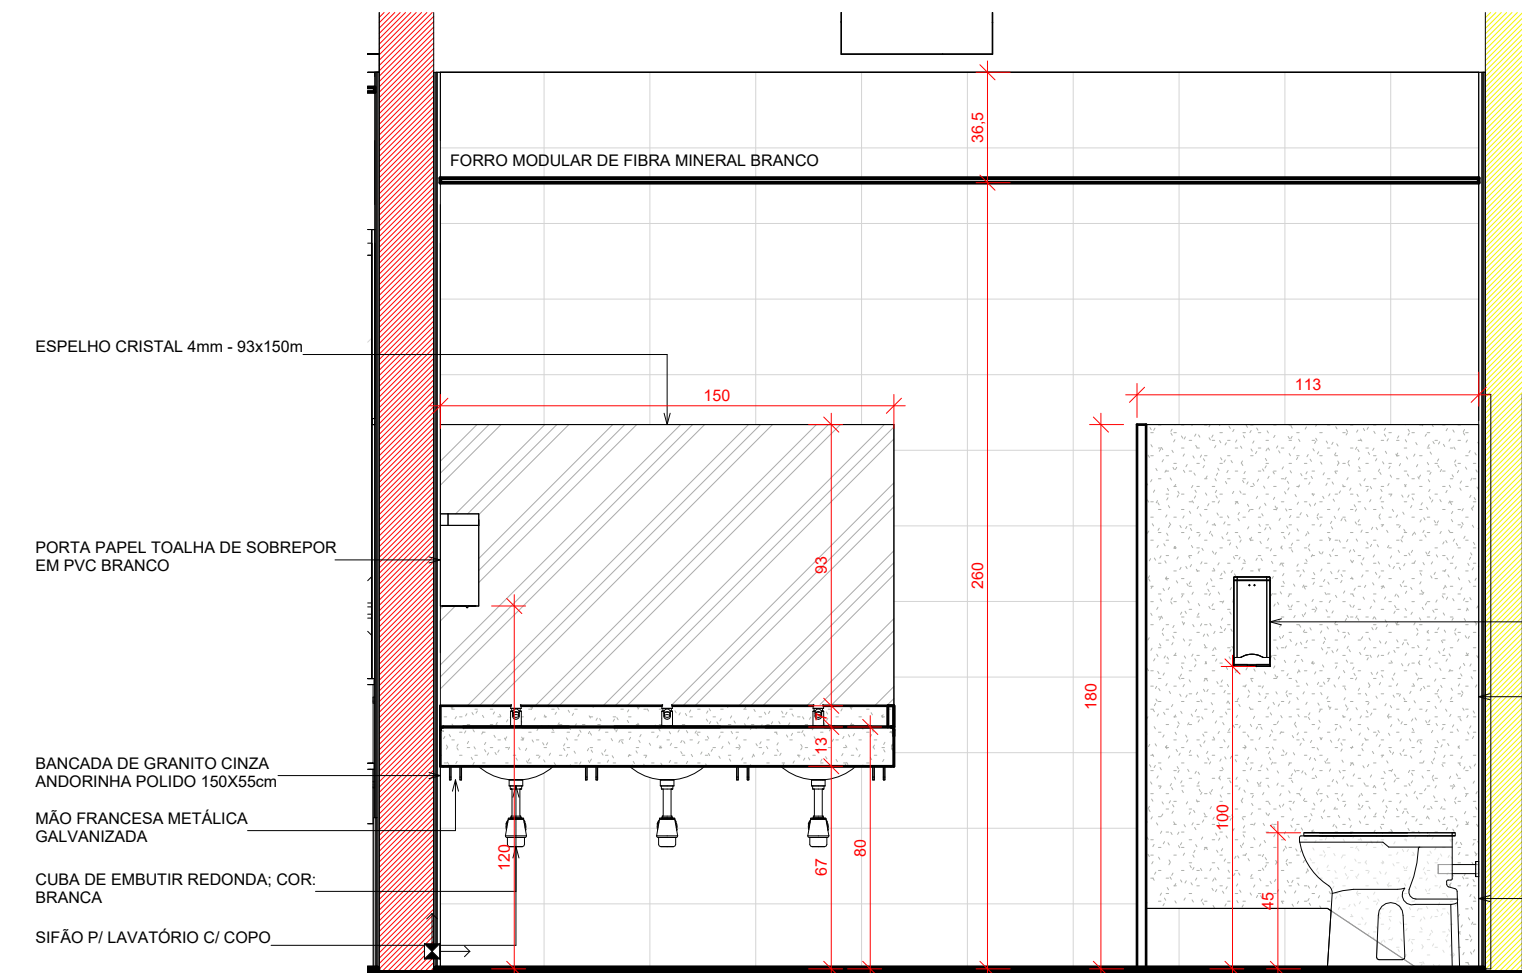 36,5
FORRO MODULAR DE FIBRA MINERAL BRANCO
ESPELHO CRISTAL 4mm - 93x150m
150
113
PORTA PAPEL TOALHA DE SOBREPOR
EM PVC BRANCO
93
260
180
BANCADA DE GRANITO CINZA
ANDORINHA POLIDO 150X55cm
13
MÃO FRANCESA METÁLICA
GALVANIZADA
100
120
67
80
45
CUBA DE EMBUTIR REDONDA; COR:
BRANCA
SIFÃO P/ LAVATÓRIO C/ COPO